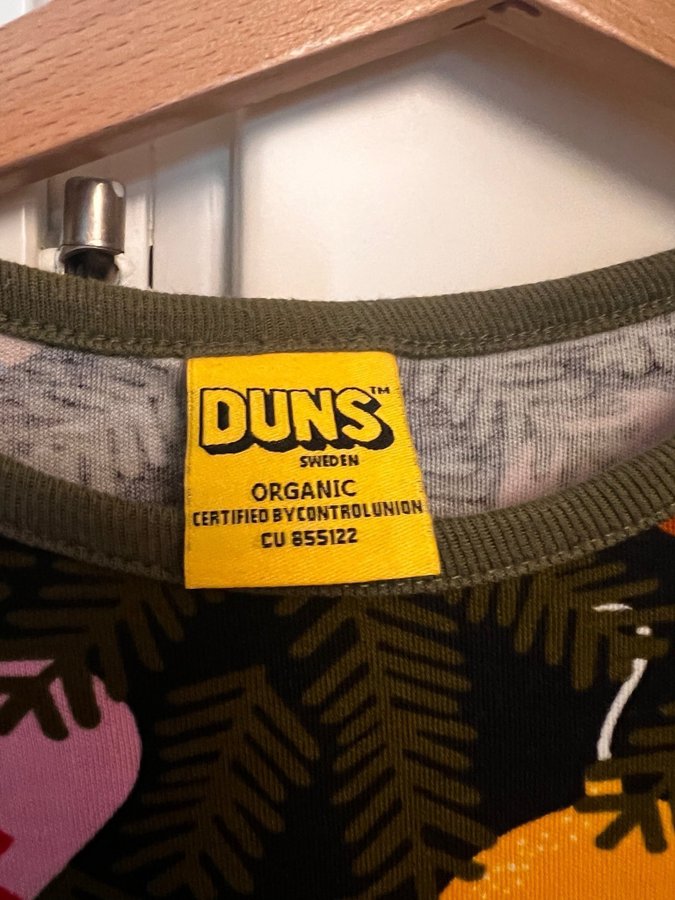 DUNS™
SWEDEN
ORGANIC
CERTIFIED BY CONTROLUNION
CU 855122